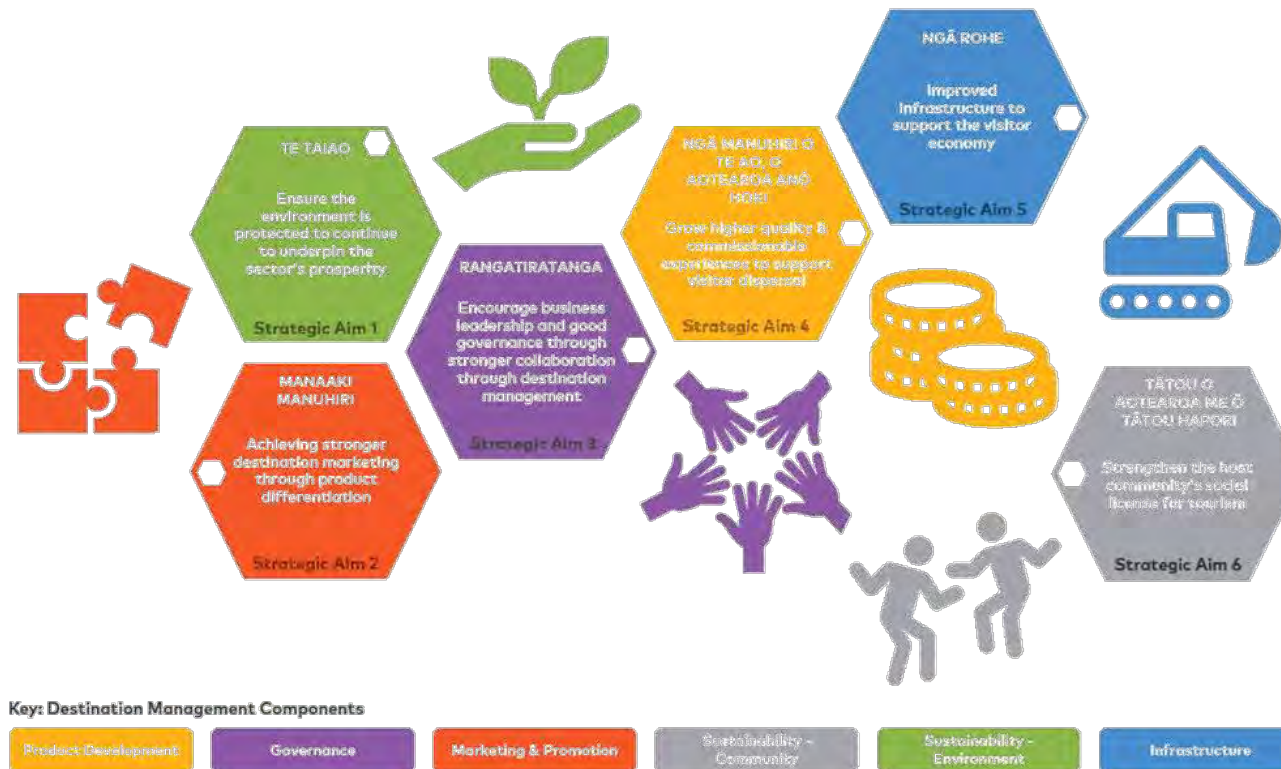 TE TAIAO
Ensure the
environment is
protected to continue
to underpin the
sector's prosperity
Strategic Aim 1
MANAAKI
MANUHIRI
Achieving stronger
destination marketing
through product
differentiation
Strategic Aim 2
RANGATIRATANGA
Encourage business
leadership and good
governance through
stronger collaboration
through destination
management
Strategic Aim 3
NGĀ MANUHIRI O
TE AO, O
AOTEAROA ANŌ
HOKI
Grow higher quality &
commissionable
experiences to support
visitor dispersal
Strategic Aim 4
NGĀ ROHE
Improved
Infrastructure to
support the visitor
economy
Strategic Aim 5
TĀTOU O
AOTEAROA ME Ō
TĀTOU HAPORI
Strengthen the host
community's social
license for tourism
Strategic Aim 6
Key: Destination Management Components
Product Development
Governance
Marketing & Promotion
Sustainability -
Community
Sustainability -
Environment
Infrastructure